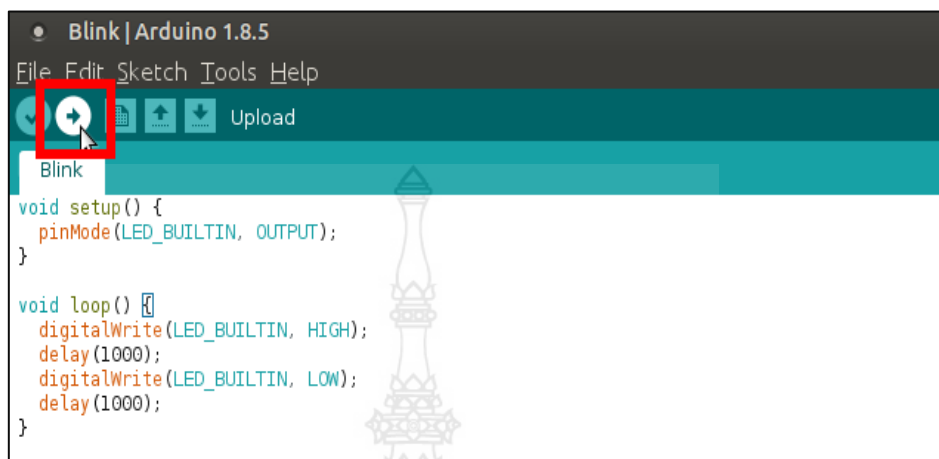 Blink | Arduino 1.8.5
File Edit Sketch Tools Help
Upload
Blink
void setup() {
  pinMode(LED_BUILTIN, OUTPUT);
}
void loop() {
  digitalWrite(LED_BUILTIN, HIGH);
  delay(1000);
  digitalWrite(LED_BUILTIN, LOW);
  delay(1000);
}